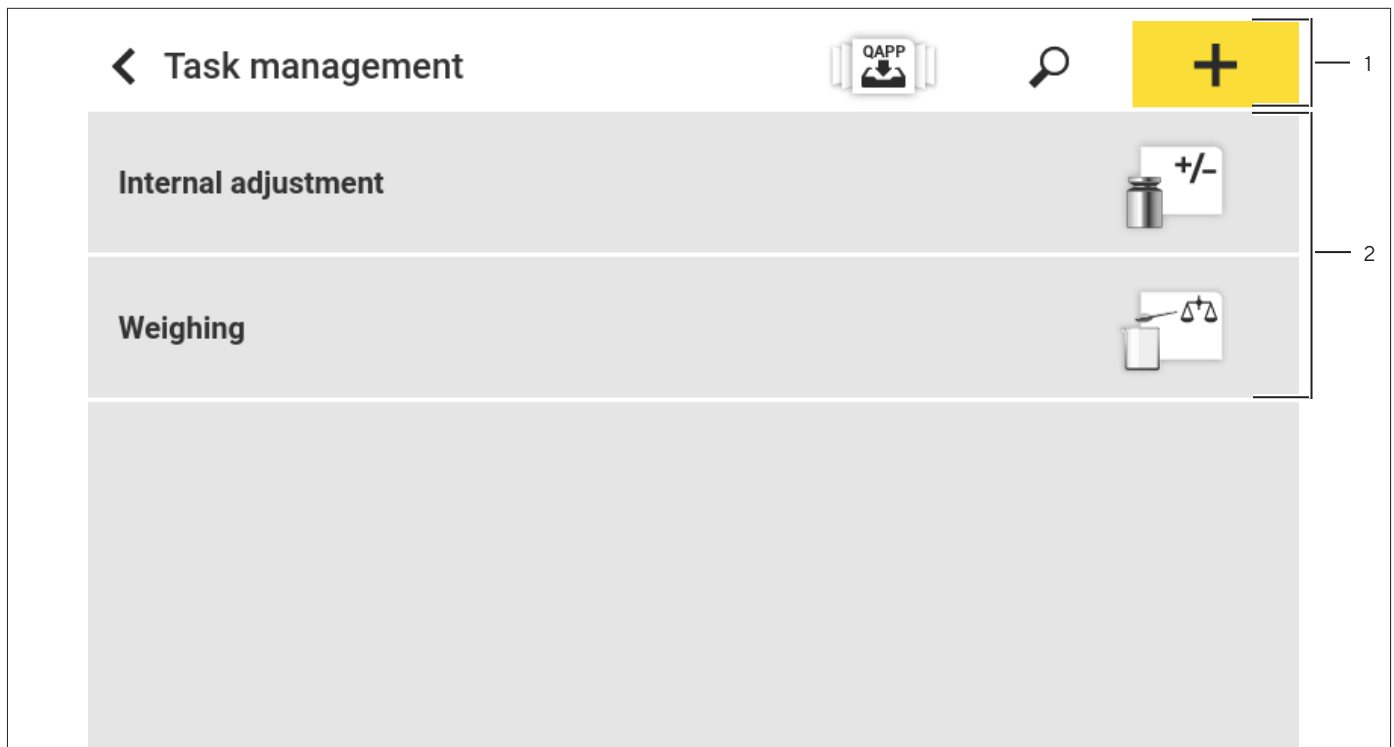 Task management
QAPP
1
Internal adjustment
+/-
2
Weighing